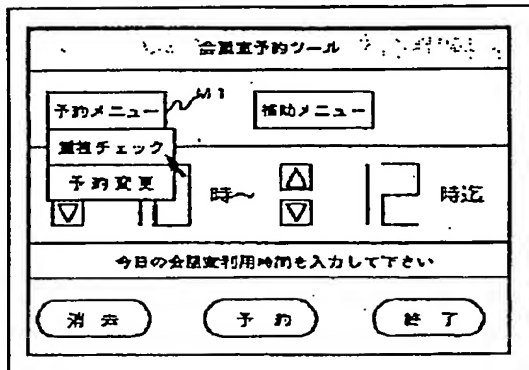 会議室予約ツール
予約メニュー M1 補助メニュー
重複チェック
予約変更
時~ 12 時迄
今日の会議室利用時間を入力して下さい
消去 予約 終了